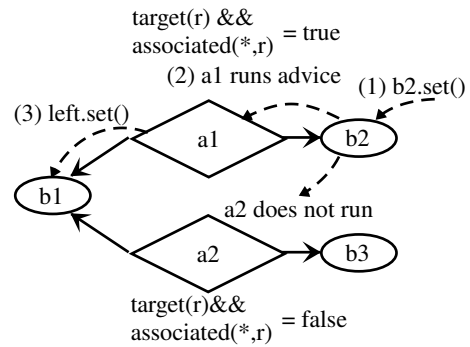 target(r) &&
associated(*,r) = true
(2) a1 runs advice
(1) b2.set()
(3) left.set()
a1
b2
b1
a2 does not run
a2
b3
target(r)&&
associated(*,r) = false